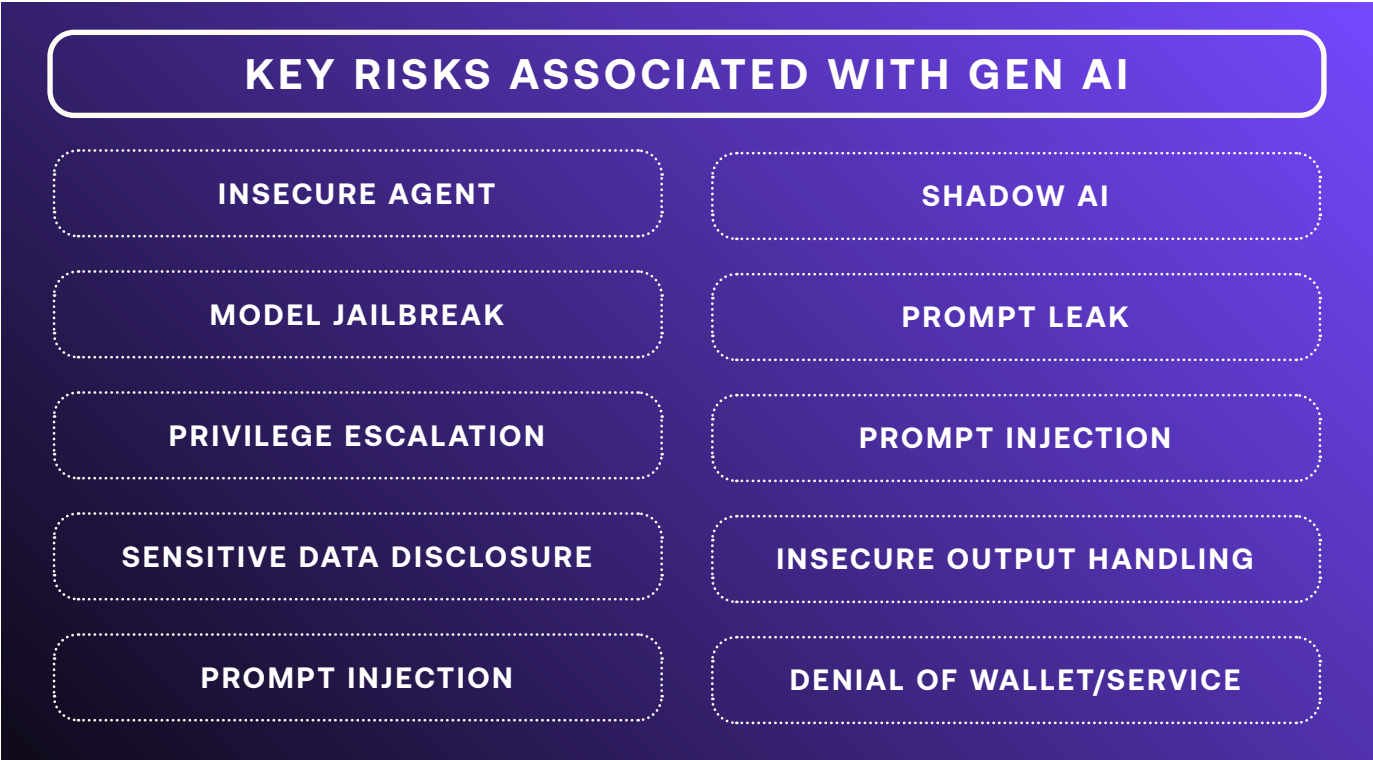 KEY RISKS ASSOCIATED WITH GEN AI
INSECURE AGENT
SHADOW AI
MODEL JAILBREAK
PROMPT LEAK
PRIVILEGE ESCALATION
PROMPT INJECTION
SENSITIVE DATA DISCLOSURE
INSECURE OUTPUT HANDLING
PROMPT INJECTION
DENIAL OF WALLET/SERVICE